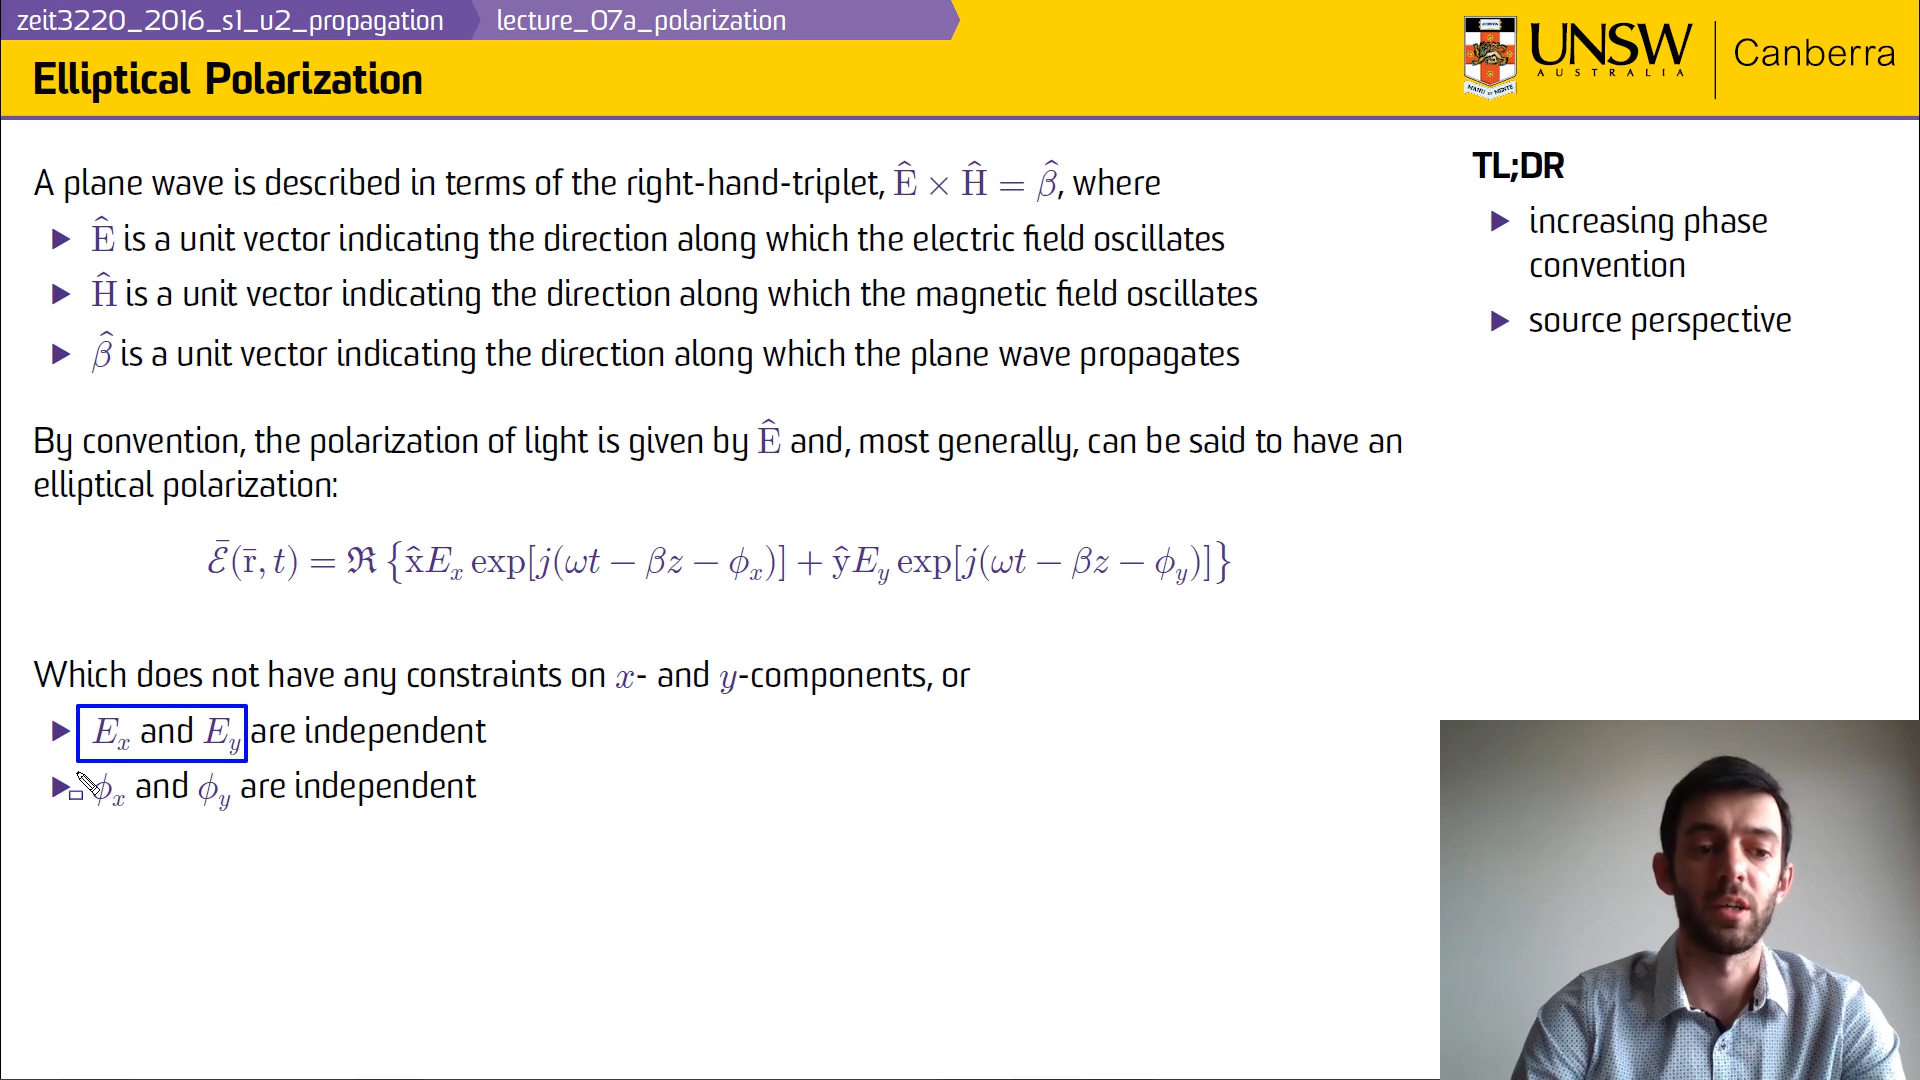 zeit3220_2016_s1_u2_propagation lecture_07a_polarization
Elliptical Polarization
UNSW AUSTRALIA Canberra
MANU ET MENTE
A plane wave is described in terms of the right-hand-triplet, Ê × Ĥ = β̂, where
▶ Ê is a unit vector indicating the direction along which the electric field oscillates
▶ Ĥ is a unit vector indicating the direction along which the magnetic field oscillates
▶ β̂ is a unit vector indicating the direction along which the plane wave propagates
By convention, the polarization of light is given by Ê and, most generally, can be said to have an
elliptical polarization:
ℰ̄(r̄, t) = ℜ {x̂E_x exp[j(ωt − βz − ϕ_x)] + ŷE_y exp[j(ωt − βz − ϕ_y)]}
Which does not have any constraints on x- and y-components, or
▶ E_x and E_y are independent
▶ ϕ_x and ϕ_y are independent
TL;DR
▶ increasing phase
convention
▶ source perspective